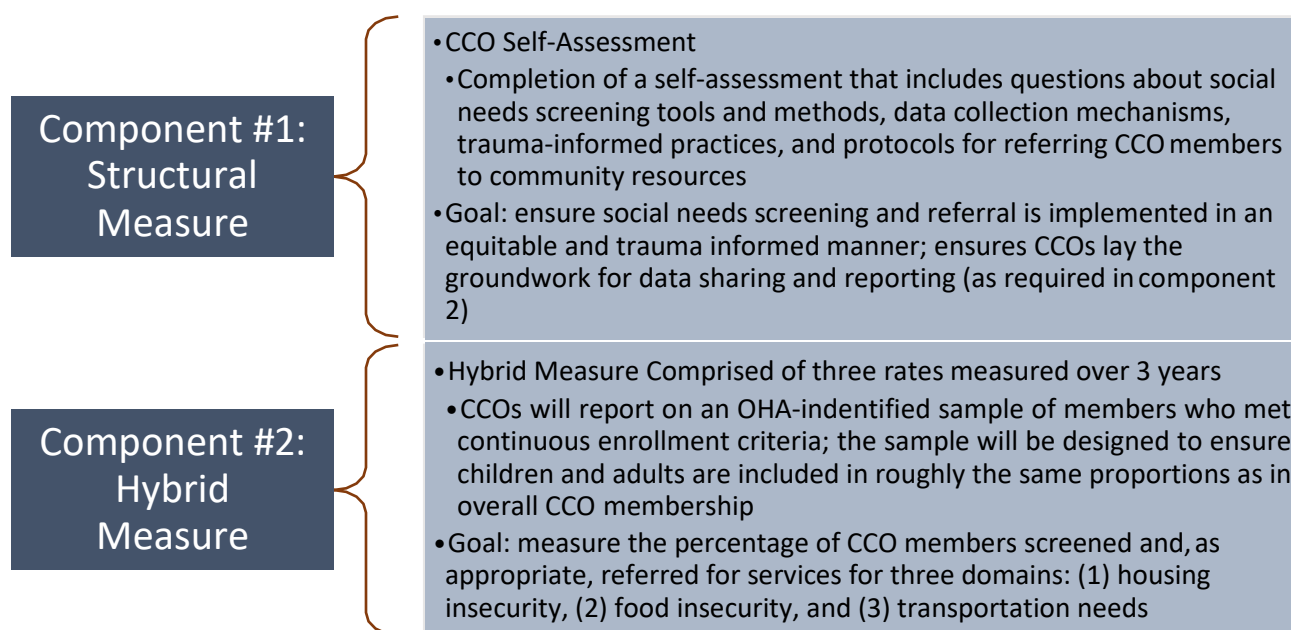 Component #1:
Structural
Measure
•CCO Self-Assessment
•Completion of a self-assessment that includes questions about social
needs screening tools and methods, data collection mechanisms,
trauma-informed practices, and protocols for referring CCO members
to community resources
•Goal: ensure social needs screening and referral is implemented in an
equitable and trauma informed manner; ensures CCOs lay the
groundwork for data sharing and reporting (as required in component
2)
Component #2:
Hybrid
Measure
•Hybrid Measure Comprised of three rates measured over 3 years
•CCOs will report on an OHA-indentified sample of members who met
continuous enrollment criteria; the sample will be designed to ensure
children and adults are included in roughly the same proportions as in
overall CCO membership
•Goal: measure the percentage of CCO members screened and, as
appropriate, referred for services for three domains: (1) housing
insecurity, (2) food insecurity, and (3) transportation needs